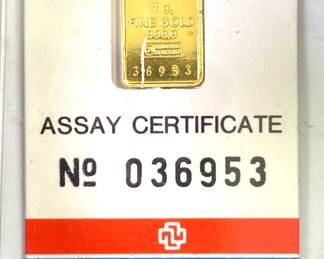 1 g
FINE GOLD
999,9
36953
ASSAY CERTIFICATE
Nº 036953